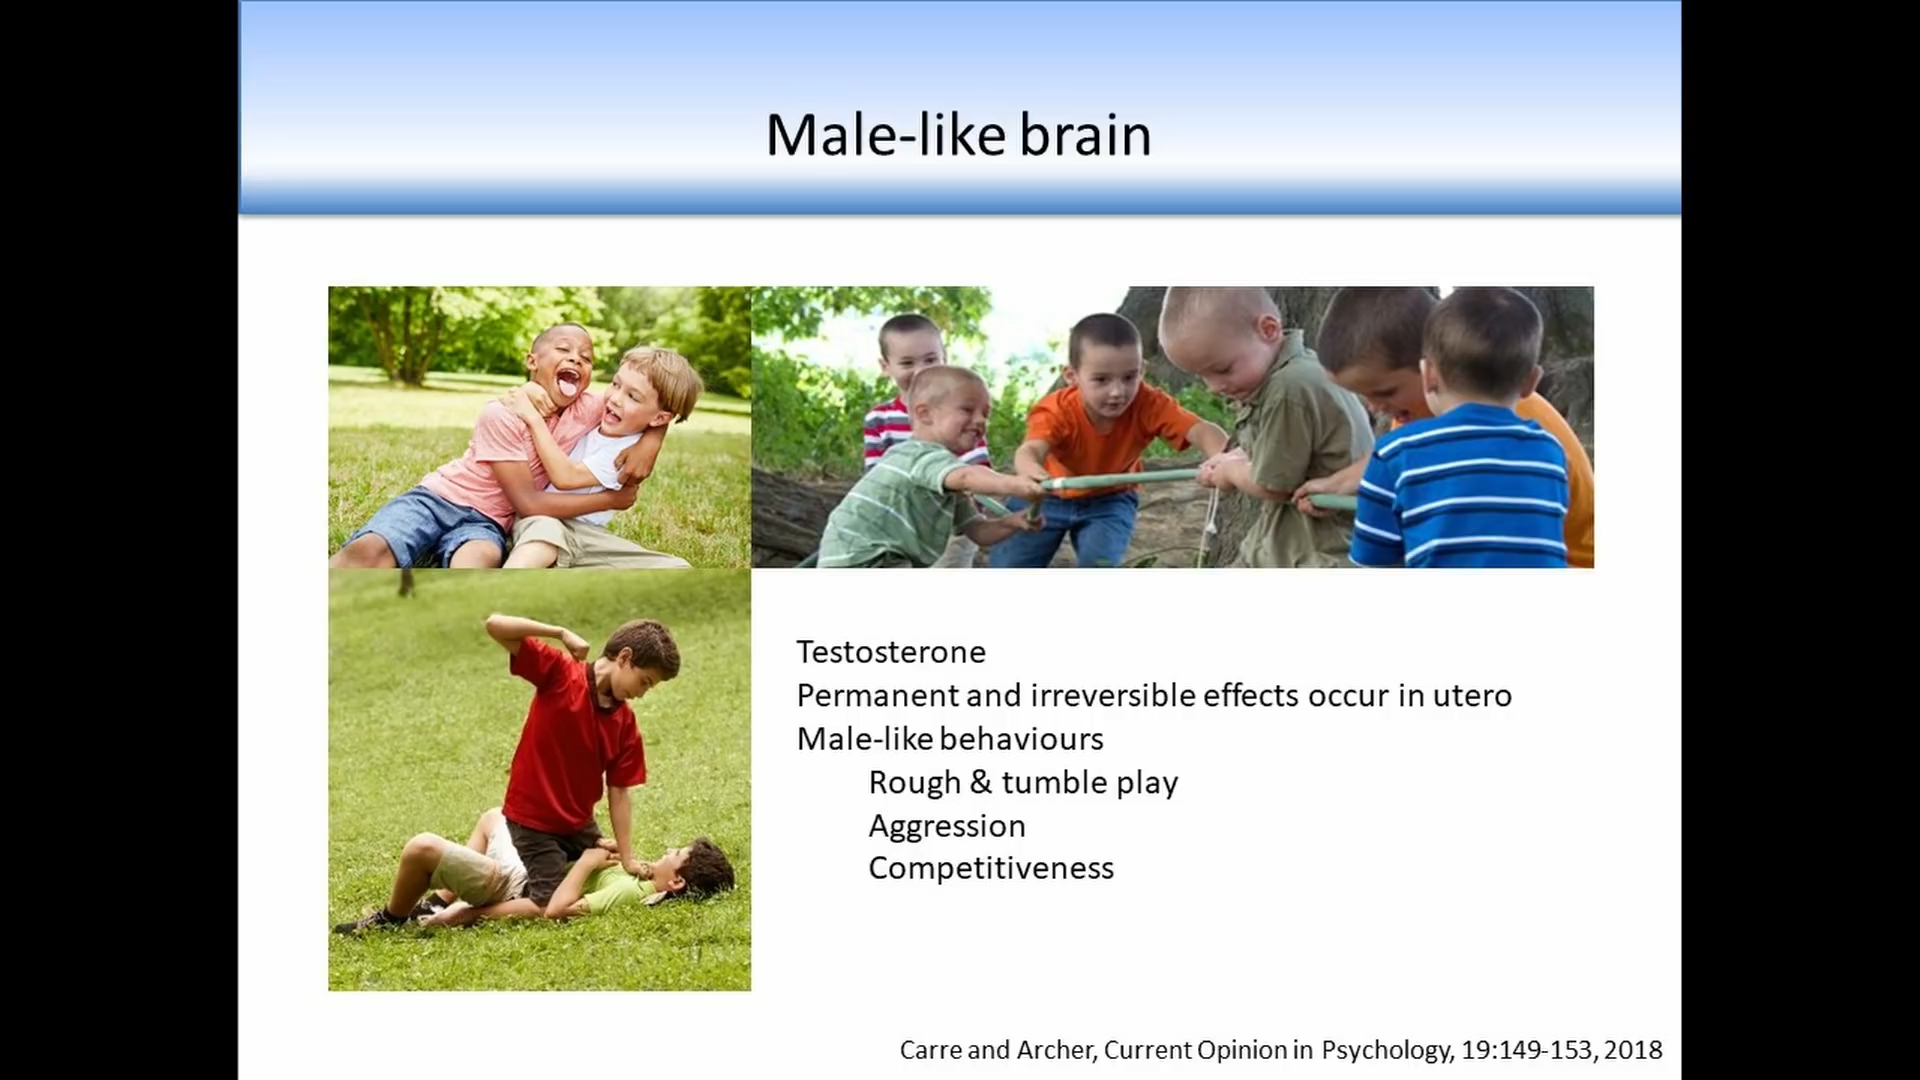 Male-like brain
Testosterone
Permanent and irreversible effects occur in utero
Male-like behaviours
Rough & tumble play
Aggression
Competitiveness
Carre and Archer, Current Opinion in Psychology, 19:149-153, 2018